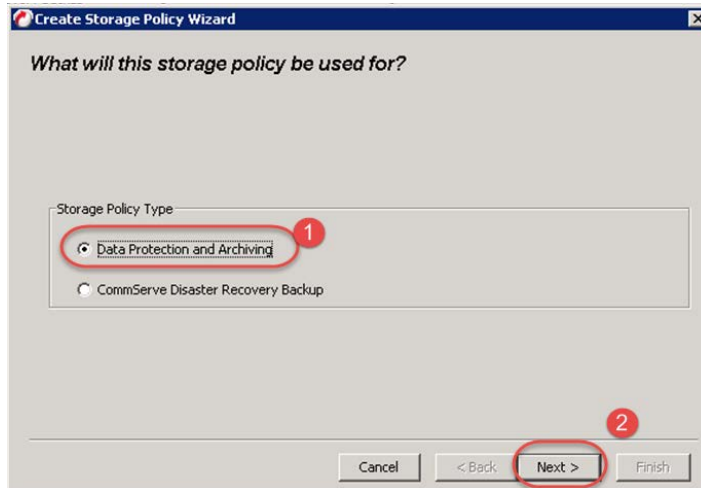 Create Storage Policy Wizard
What will this storage policy be used for?
Storage Policy Type
1
Data Protection and Archiving
CommServe Disaster Recovery Backup
2
Cancel < Back Next > Finish